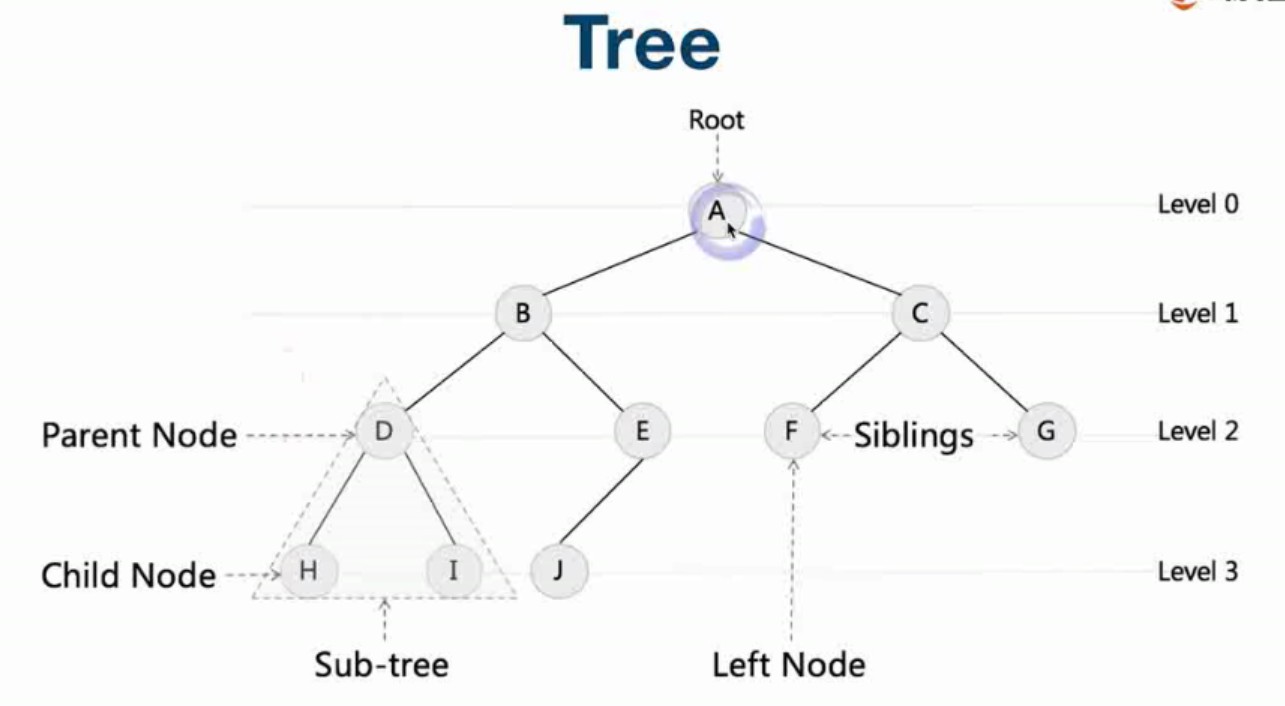 Tree
Root
A
Level 0
B
C
Level 1
Parent Node
D
E
F
Siblings
G
Level 2
Child Node
H
I
J
Level 3
Sub-tree
Left Node